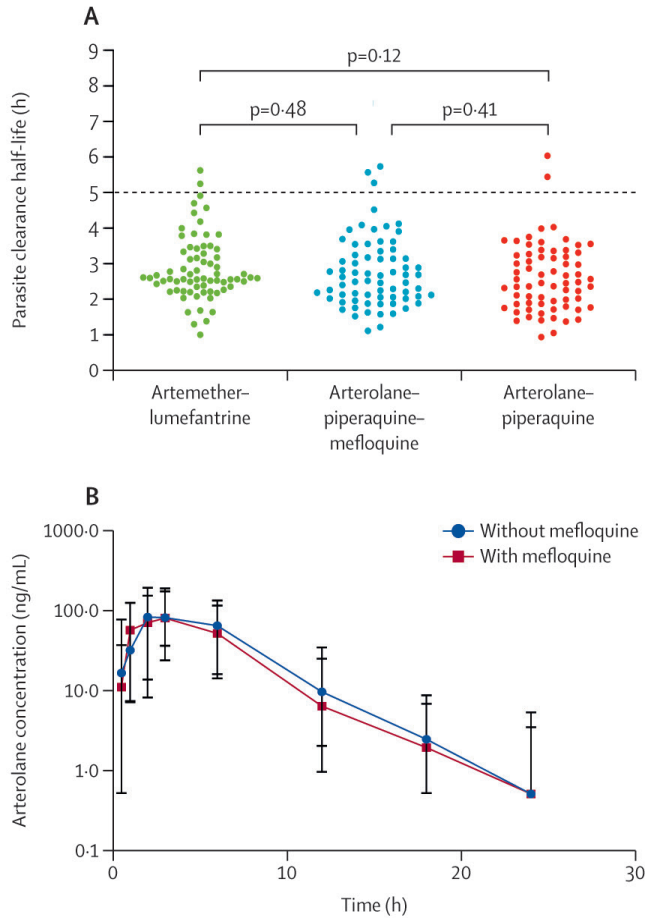 A
Parasite clearance half-life (h)
9
8
7
6
5
4
3
2
1
0
p=0·12
p=0·48
p=0·41
Artemether–
lumefantrine
Arterolane–
piperaquine–
mefloquine
Arterolane–
piperaquine
B
Arterolane concentration (ng/mL)
1000·0
100·0
10·0
1·0
0·1
Without mefloquine
With mefloquine
0
10
20
30
Time (h)